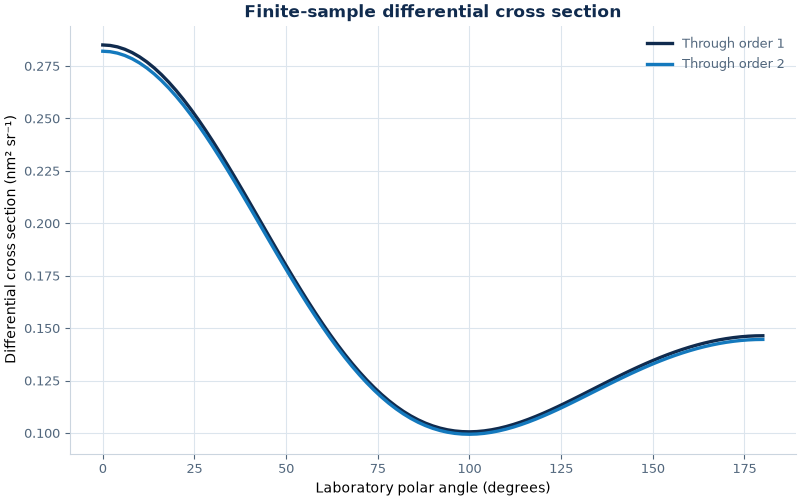 Finite-sample differential cross section
Through order 1
Through order 2
Differential cross section (nm² sr⁻¹)
0.275
0.250
0.225
0.200
0.175
0.150
0.125
0.100
0 25 50 75 100 125 150 175
Laboratory polar angle (degrees)